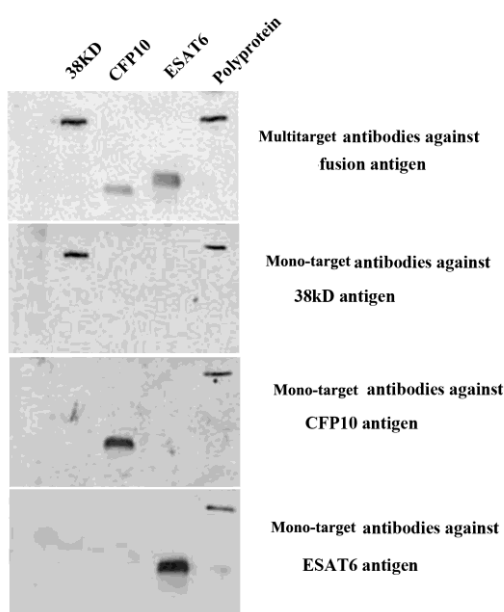 38KD
CFP10
ESAT6
Polyprotein
Multitarget antibodies against
fusion antigen
Mono-target antibodies against
38kD antigen
Mono-target antibodies against
CFP10 antigen
Mono-target antibodies against
ESAT6 antigen